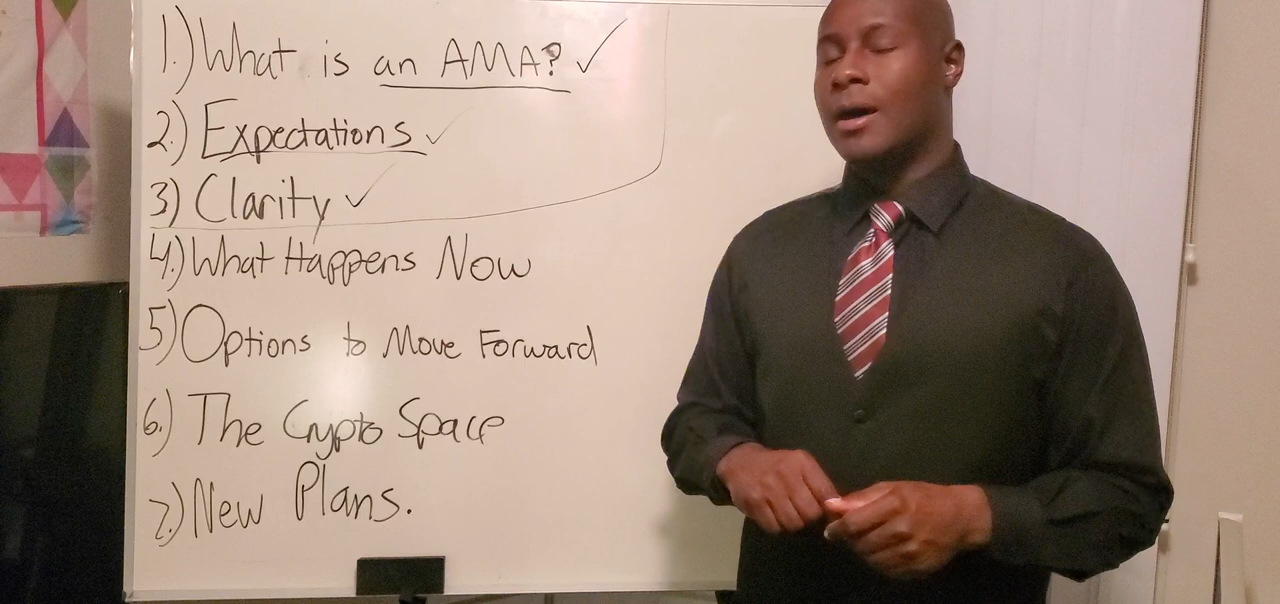 1.) What is an AMA? ✓
2.) Expectations ✓
3) Clarity ✓
4.) What Happens Now
5) Options to Move Forward
6.) The Crypto Space
7.) New Plans.